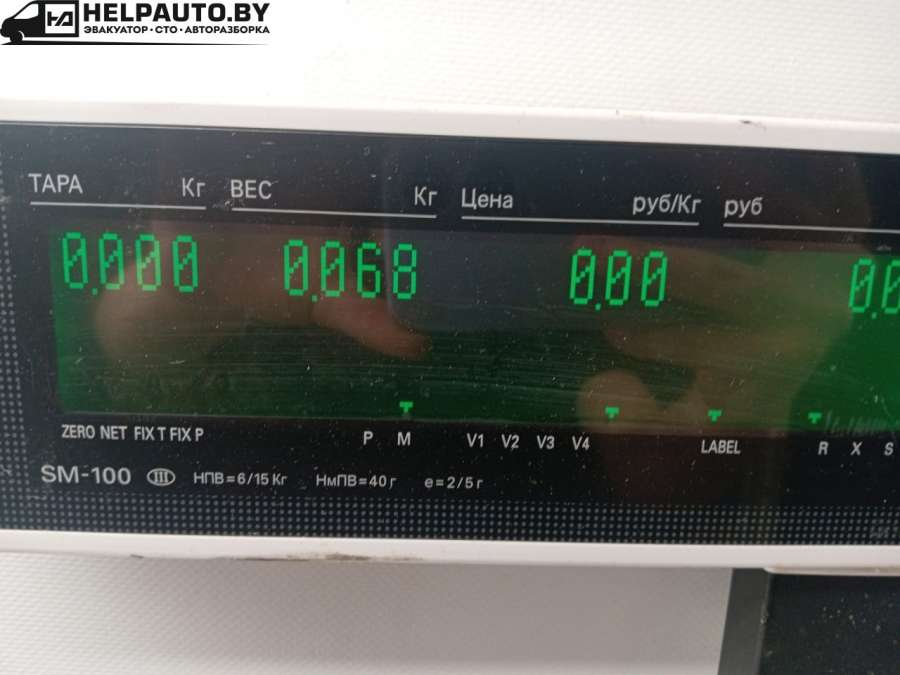 HELPAUTO.BY
ЭВАКУАТОР · СТО · АВТОРАЗБОРКА
ТАРА Кг ВЕС Кг Цена руб/Кг руб
0.000 0.068 0.00
ZERO NET FIX T FIX P P M V1 V2 V3 V4 LABEL R X S
SM-100 III НПВ=6/15 Кг НмПВ=40 г e=2/5 г